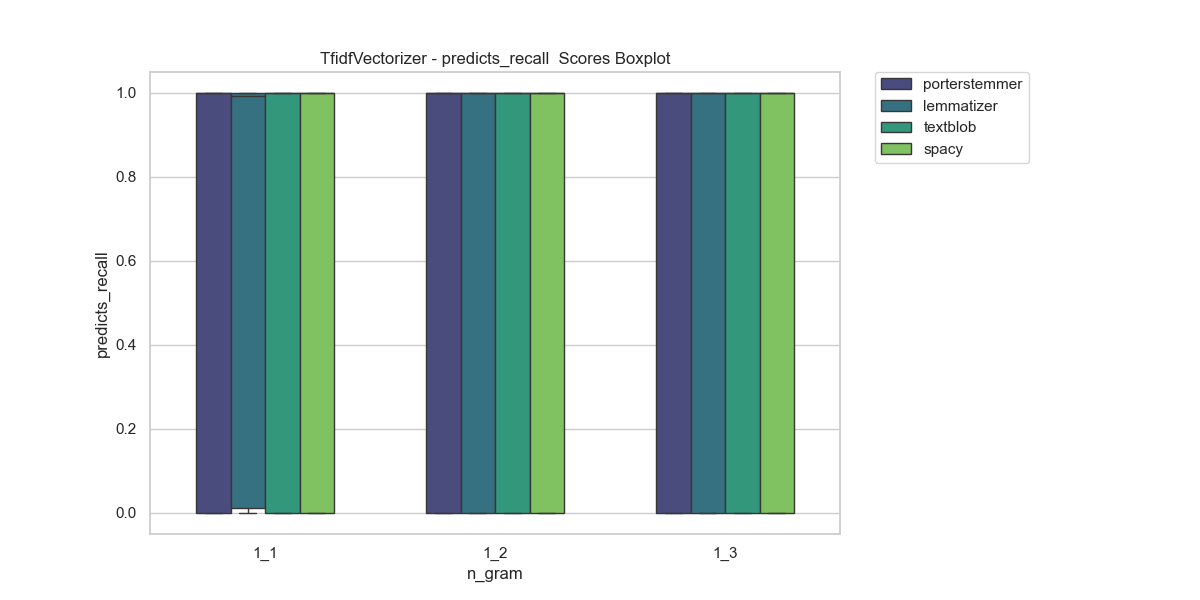 TfidfVectorizer - predicts_recall  Scores Boxplot
porterstemmer
lemmatizer
textblob
spacy
predicts_recall
1.0
0.8
0.6
0.4
0.2
0.0
1_1 1_2 1_3
n_gram